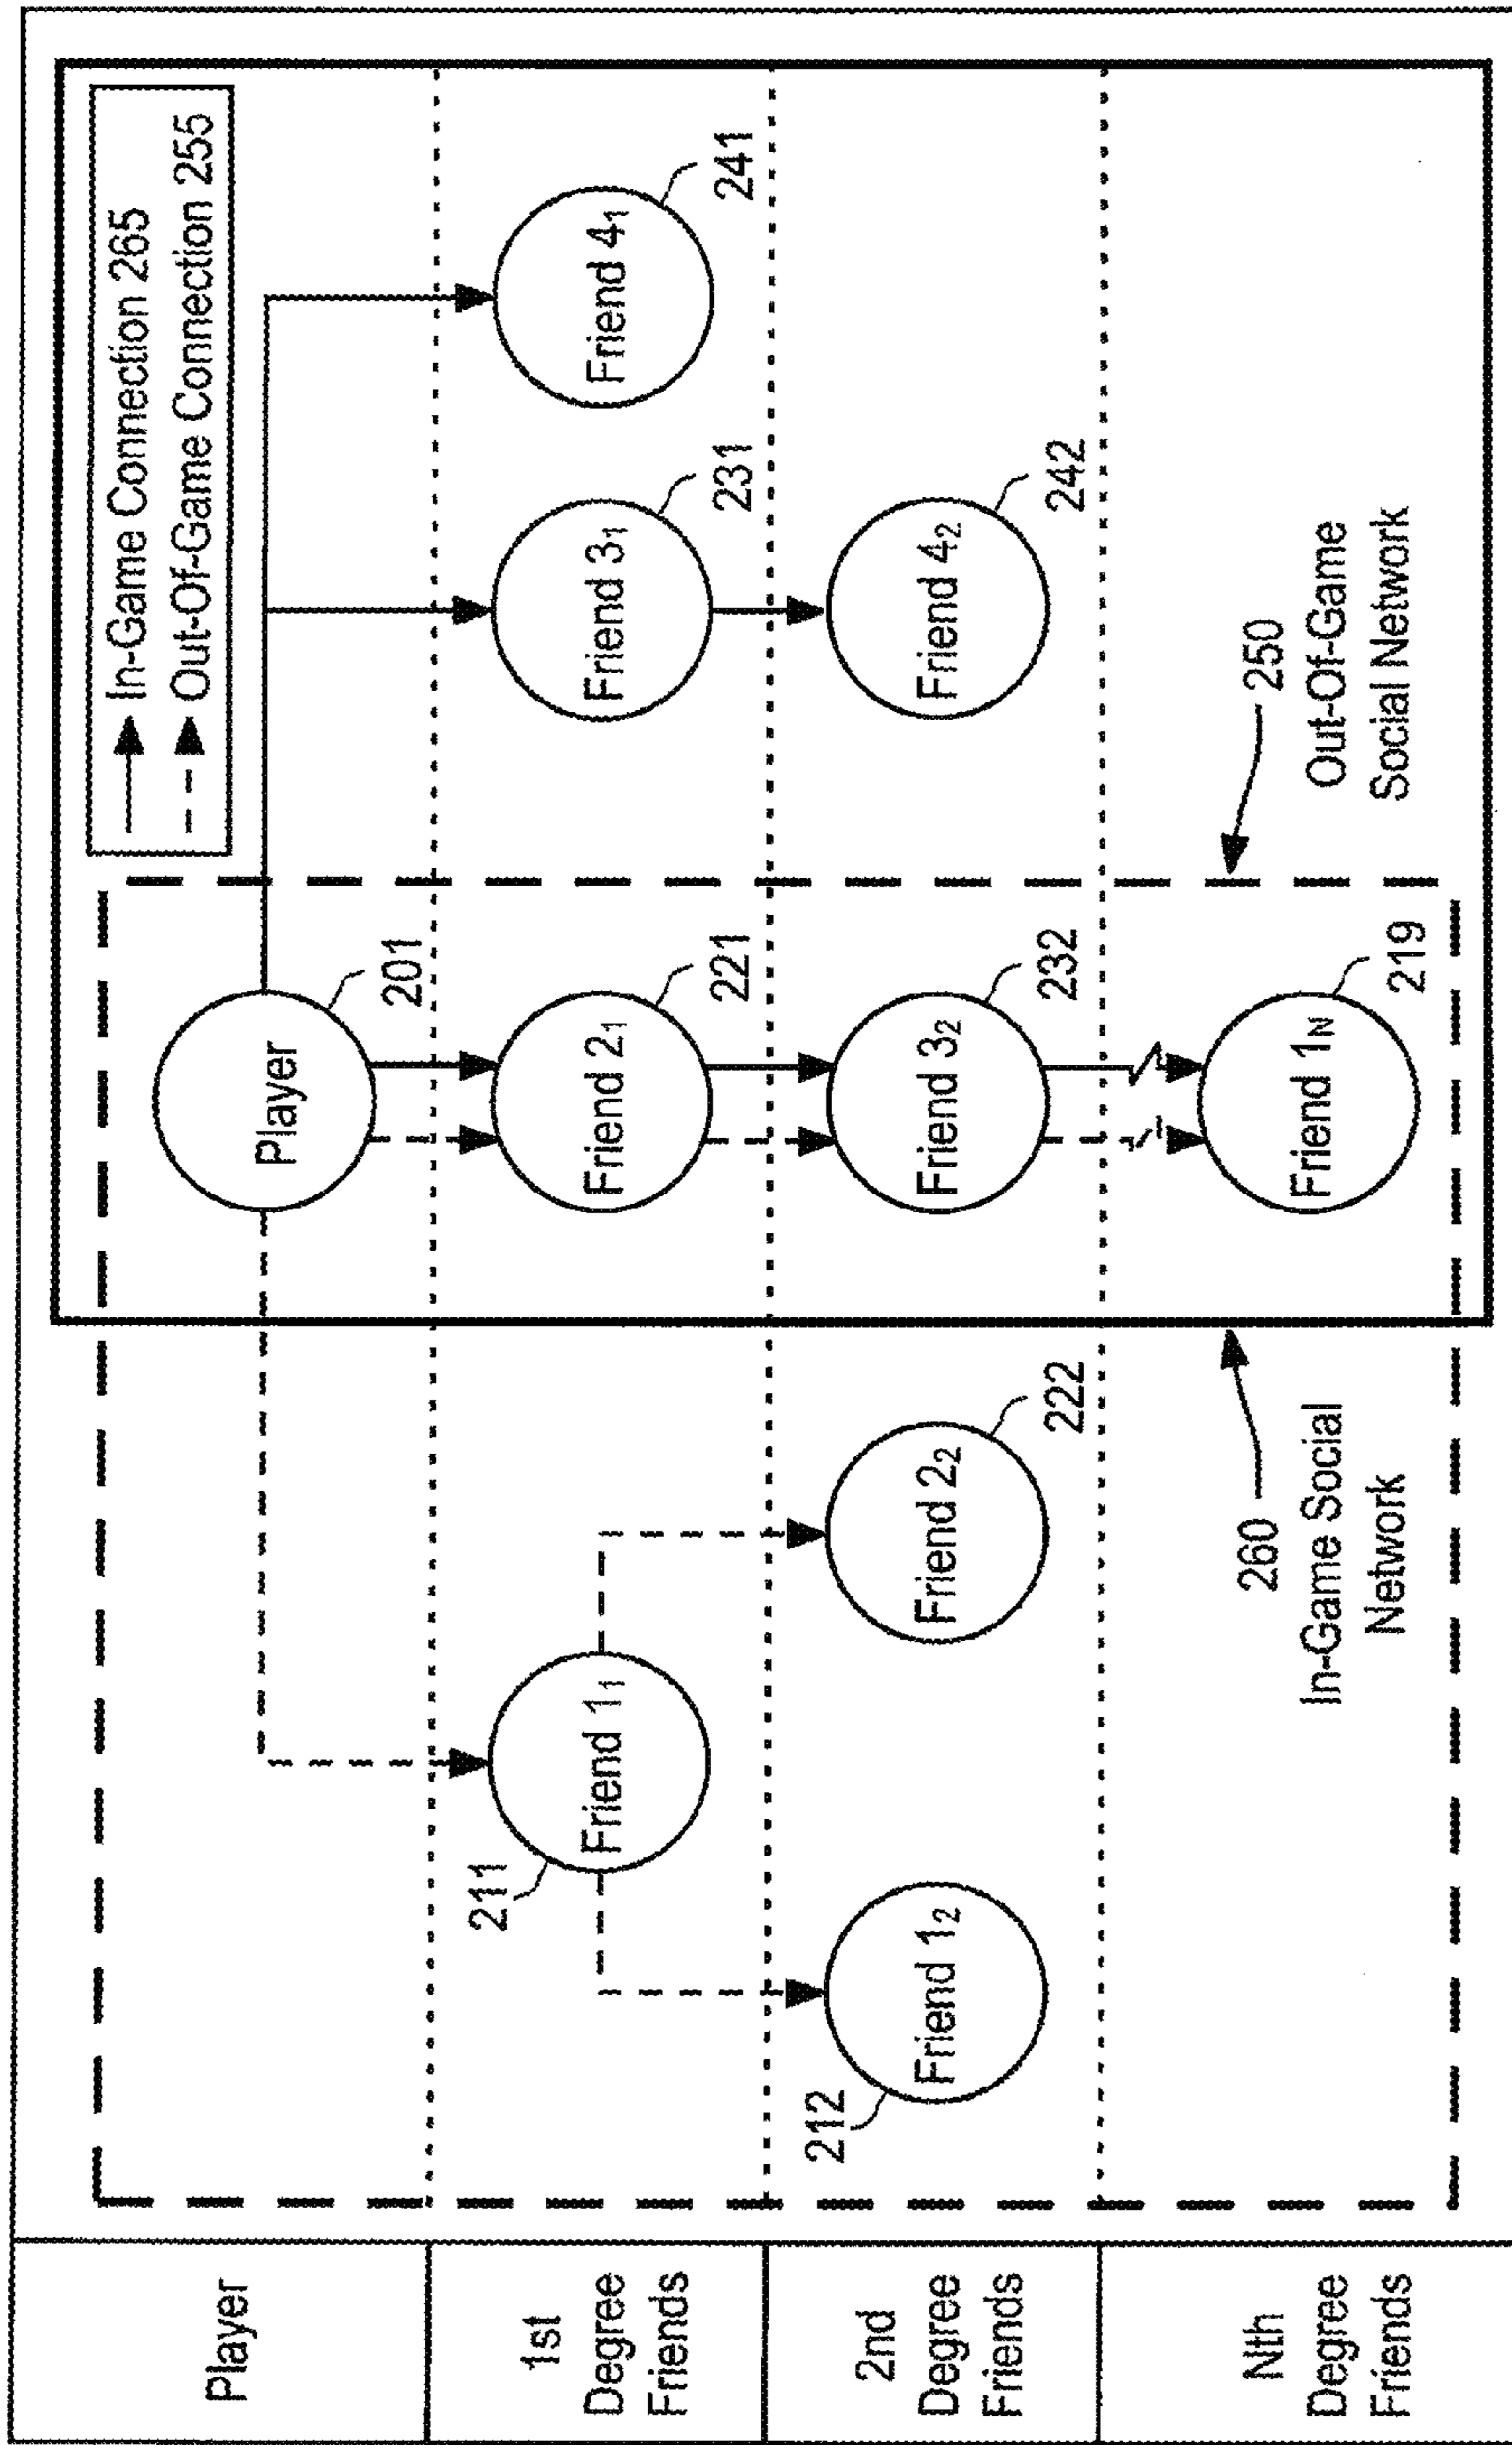 Player
1st
Degree
Friends
2nd
Degree
Friends
Nth
Degree
Friends
In-Game Connection 265
Out-Of-Game Connection 255
Player
201
211
Friend 1₁
Friend 2₁
221
Friend 3₁
231
Friend 4₁
241
212
Friend 1₂
Friend 2₂
222
Friend 3₂
232
Friend 4₂
242
260
In-Game Social
Network
Friend 1N
219
250
Out-Of-Game
Social Network